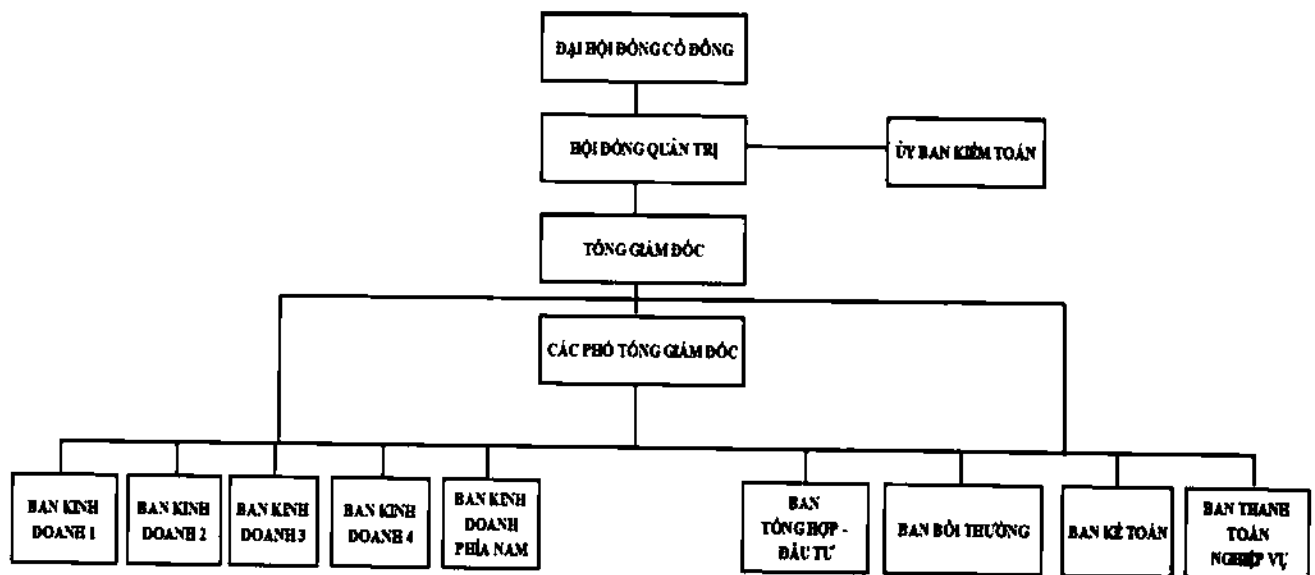 ĐẠI HỘI ĐỒNG CỔ ĐÔNG
HỘI ĐỒNG QUẢN TRỊ
ỦY BAN KIỂM TOÁN
TỔNG GIÁM ĐỐC
CÁC PHÓ TỔNG GIÁM ĐỐC
BAN KINH
DOANH 1
BAN KINH
DOANH 2
BAN KINH
DOANH 3
BAN KINH
DOANH 4
BAN KINH
DOANH
PHÍA NAM
BAN
TỔNG HỢP -
ĐẦU TƯ
BAN BỒI THƯỜNG
BAN KẾ TOÁN
BAN THANH
TOÁN
NGHIỆP VỤ